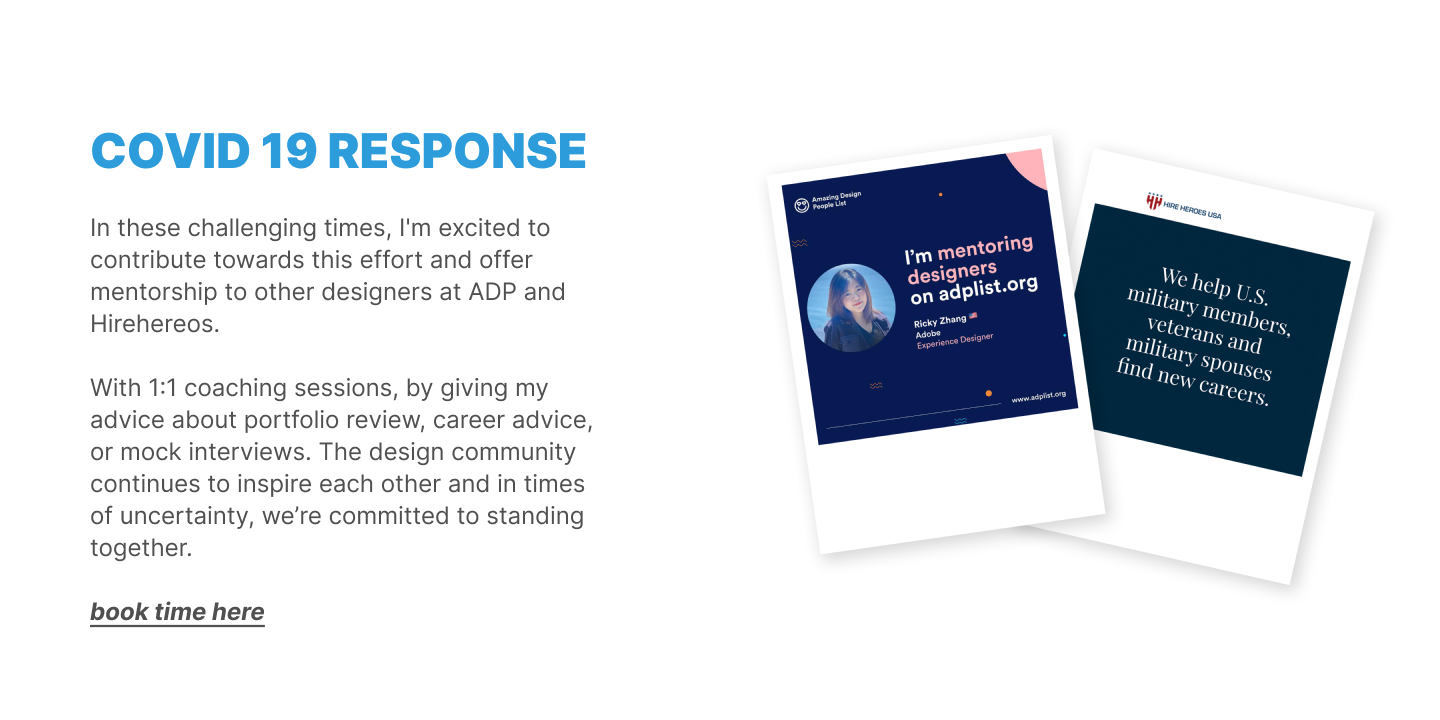 COVID 19 RESPONSE
In these challenging times, I'm excited to
contribute towards this effort and offer
mentorship to other designers at ADP and
Hirehereos.
With 1:1 coaching sessions, by giving my
advice about portfolio review, career advice,
or mock interviews. The design community
continues to inspire each other and in times
of uncertainty, we’re committed to standing
together.
book time here
Amazing Design
People List
I’m mentoring
designers
on adplist.org
Ricky Zhang 🇺🇸
Adobe
Experience Designer
www.adplist.org
HIRE HEROES USA
We help U.S.
military members,
veterans and
military spouses
find new careers.